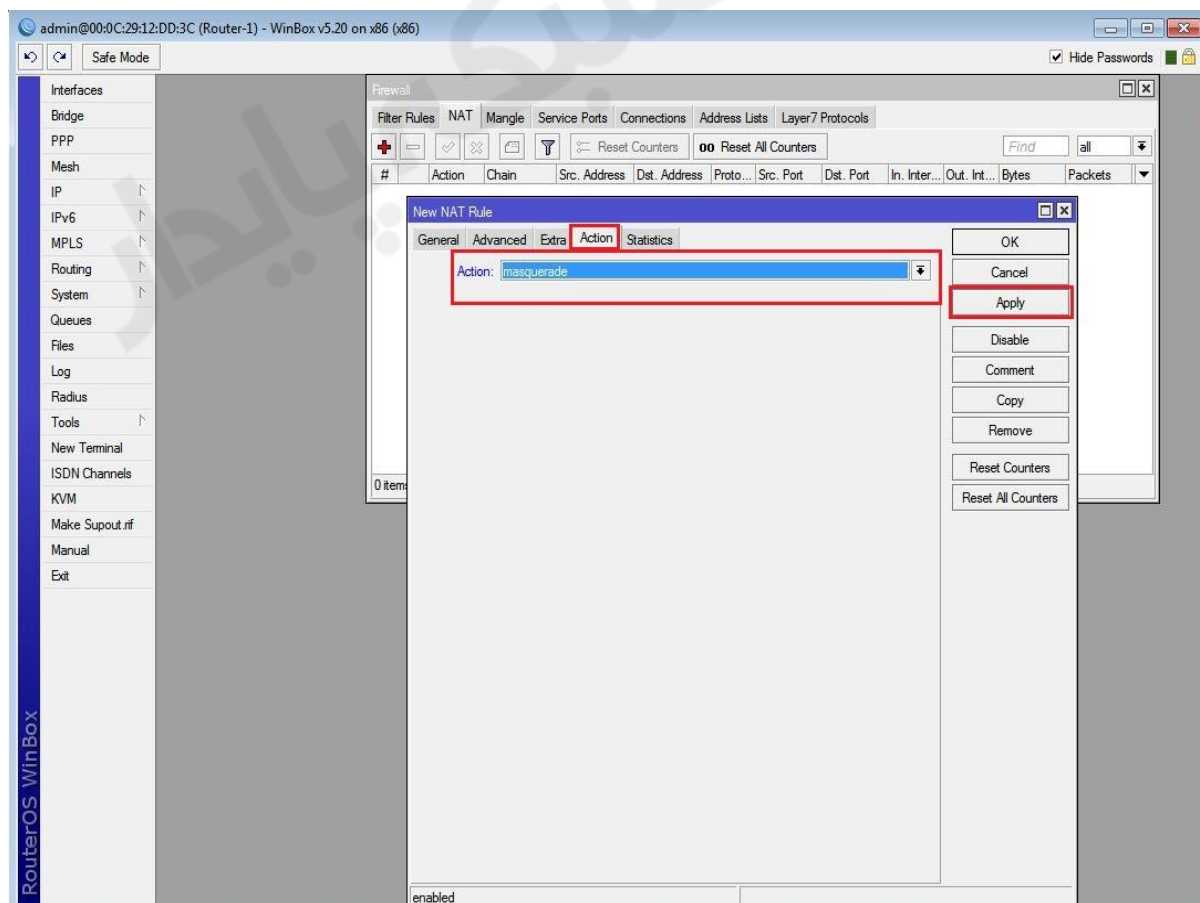 admin@00:0C:29:12:DD:3C (Router-1) - WinBox v5.20 on x86 (x86)
Safe Mode
Hide Passwords
Interfaces
Bridge
PPP
Mesh
IP
IPv6
MPLS
Routing
System
Queues
Files
Log
Radius
Tools
New Terminal
ISDN Channels
KVM
Make Supout.rif
Manual
Exit
RouterOS WinBox
Firewall
Filter Rules NAT Mangle Service Ports Connections Address Lists Layer7 Protocols
Reset Counters 00 Reset All Counters Find all
# Action Chain Src. Address Dst. Address Proto... Src. Port Dst. Port In. Inter... Out. Int... Bytes Packets
0 items
New NAT Rule
General Advanced Extra Action Statistics
Action: masquerade
OK
Cancel
Apply
Disable
Comment
Copy
Remove
Reset Counters
Reset All Counters
enabled